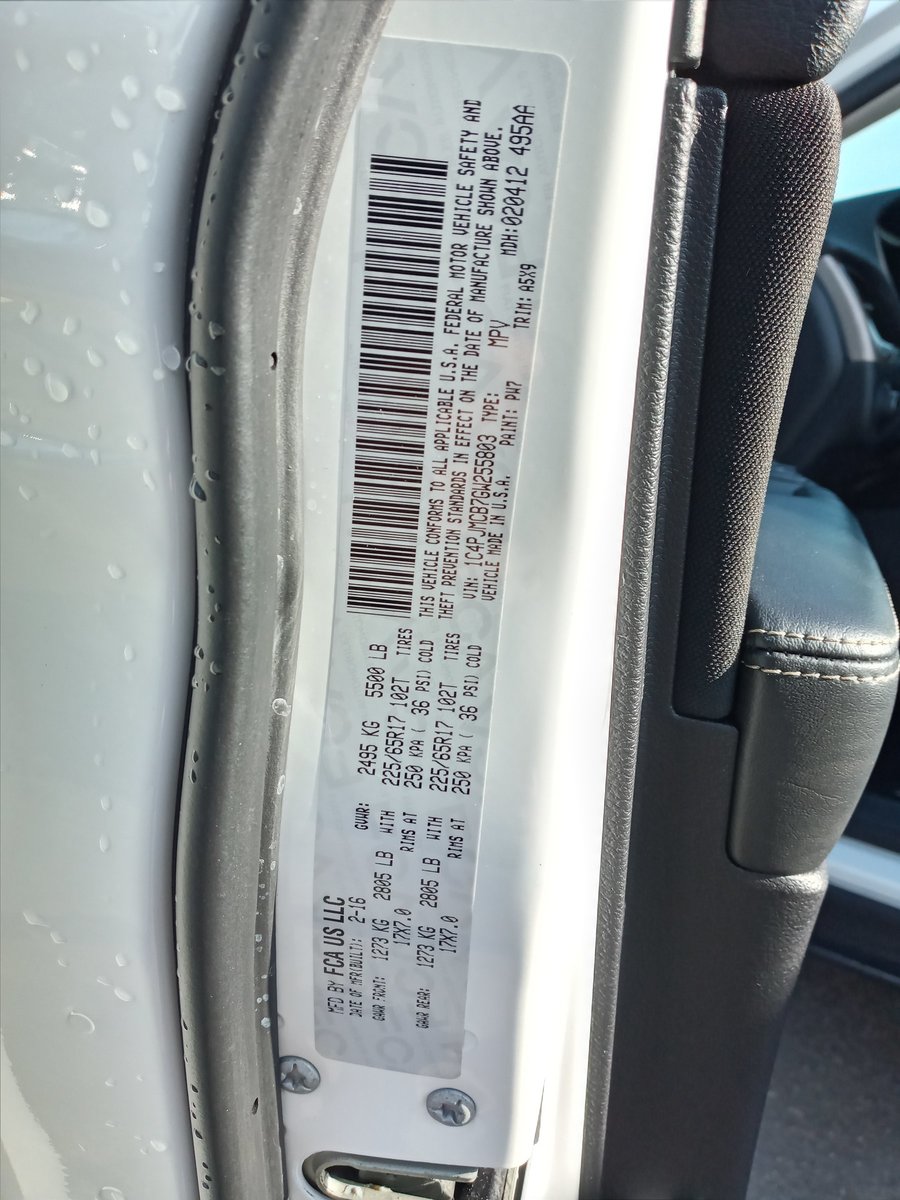 MFD BY FCA US LLC
DATE OF MFR(BUILT): 2-16 GVWR: 2495 KG 5500 LB
GAWR FRONT: 1273 KG 2805 LB WITH 225/65R17 102T TIRES
17X7.0 RIMS AT 250 KPA ( 36 PSI) COLD
GAWR REAR: 1273 KG 2805 LB WITH 225/65R17 102T TIRES
17X7.0 RIMS AT 250 KPA ( 36 PSI) COLD
THIS VEHICLE CONFORMS TO ALL APPLICABLE U.S.A. FEDERAL MOTOR VEHICLE SAFETY AND
THEFT PREVENTION STANDARDS IN EFFECT ON THE DATE OF MANUFACTURE SHOWN ABOVE.
VIN: 1C4PJMCB7GW255803 TYPE: MPV MDH:020412 495AA
VEHICLE MADE IN U.S.A. PAINT: PW7 TRIM: A5X9